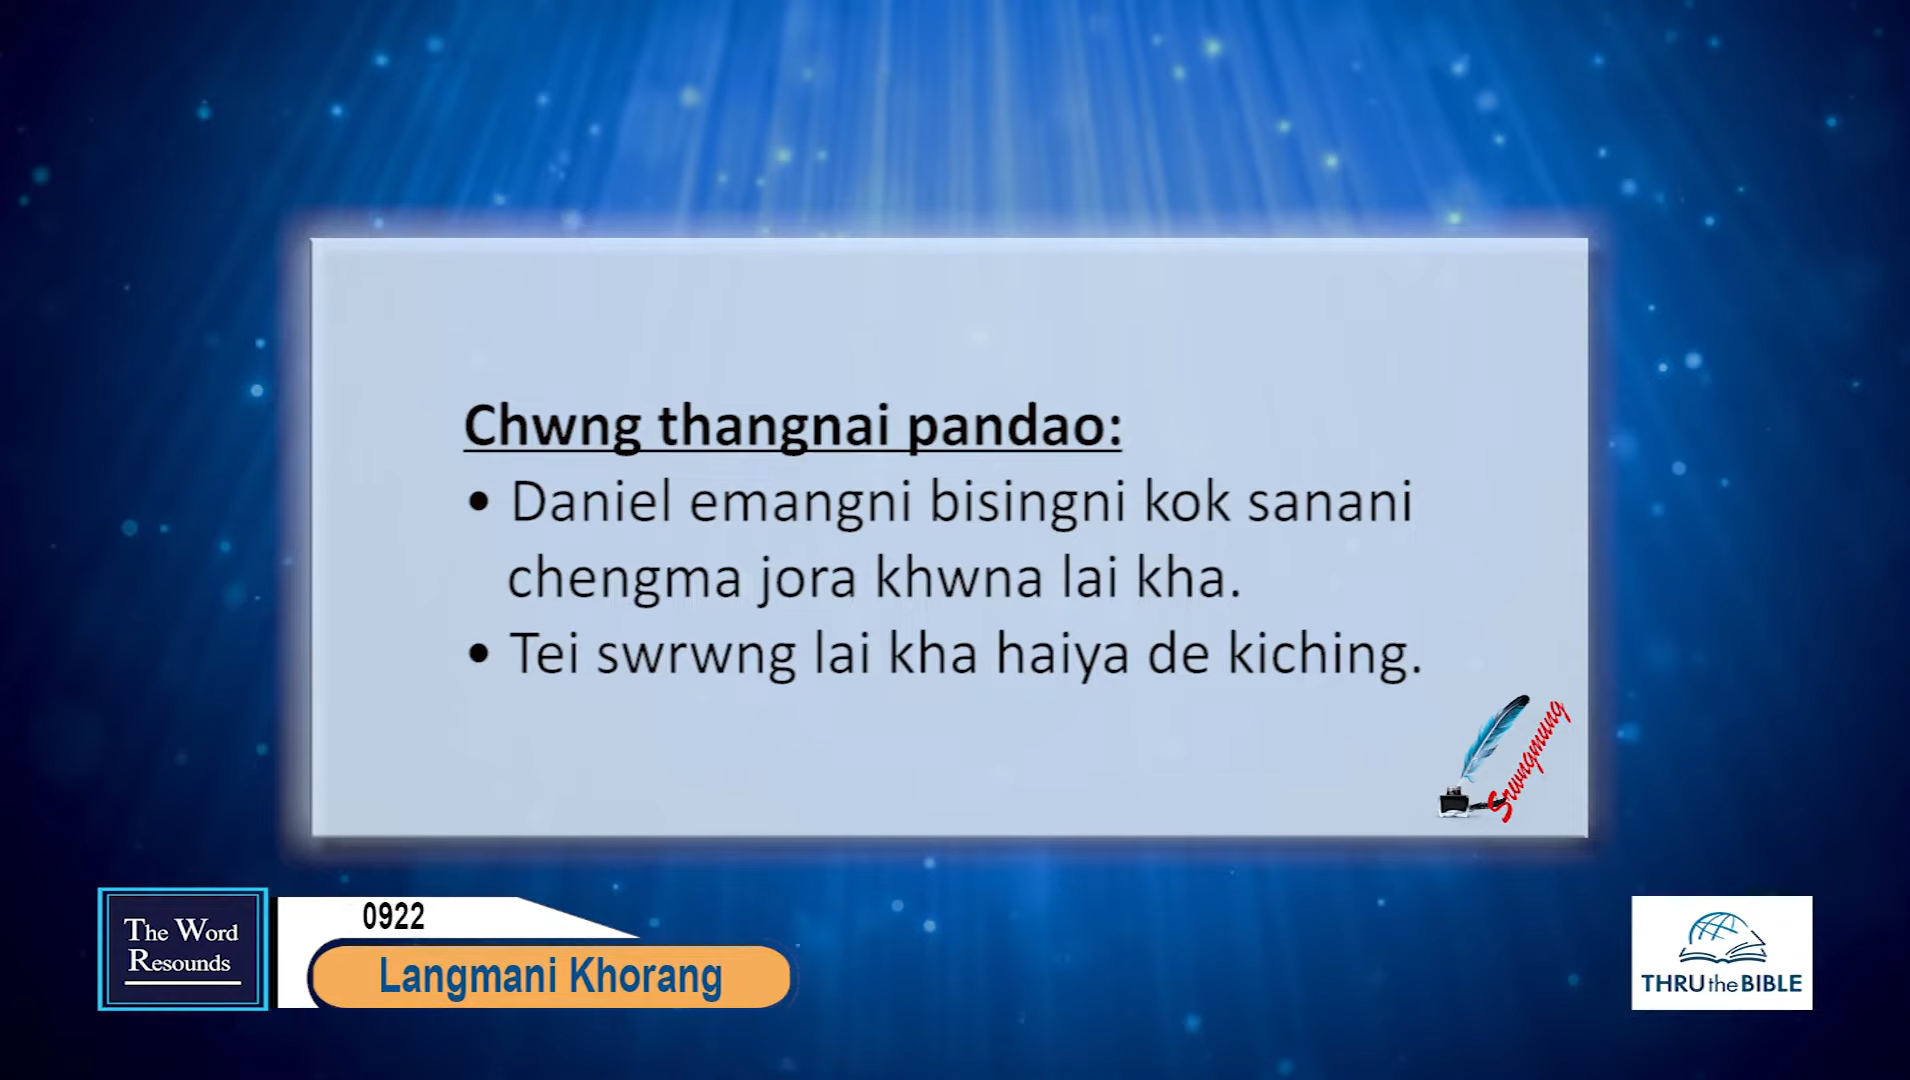 Chwng thangnai pandao:
• Daniel emangni bisingni kok sanani
chengma jora khwna lai kha.
• Tei swrwng lai kha haiya de kiching.
Srwngmung
The Word
Resounds
0922
Langmani Khorang
THRU the BIBLE